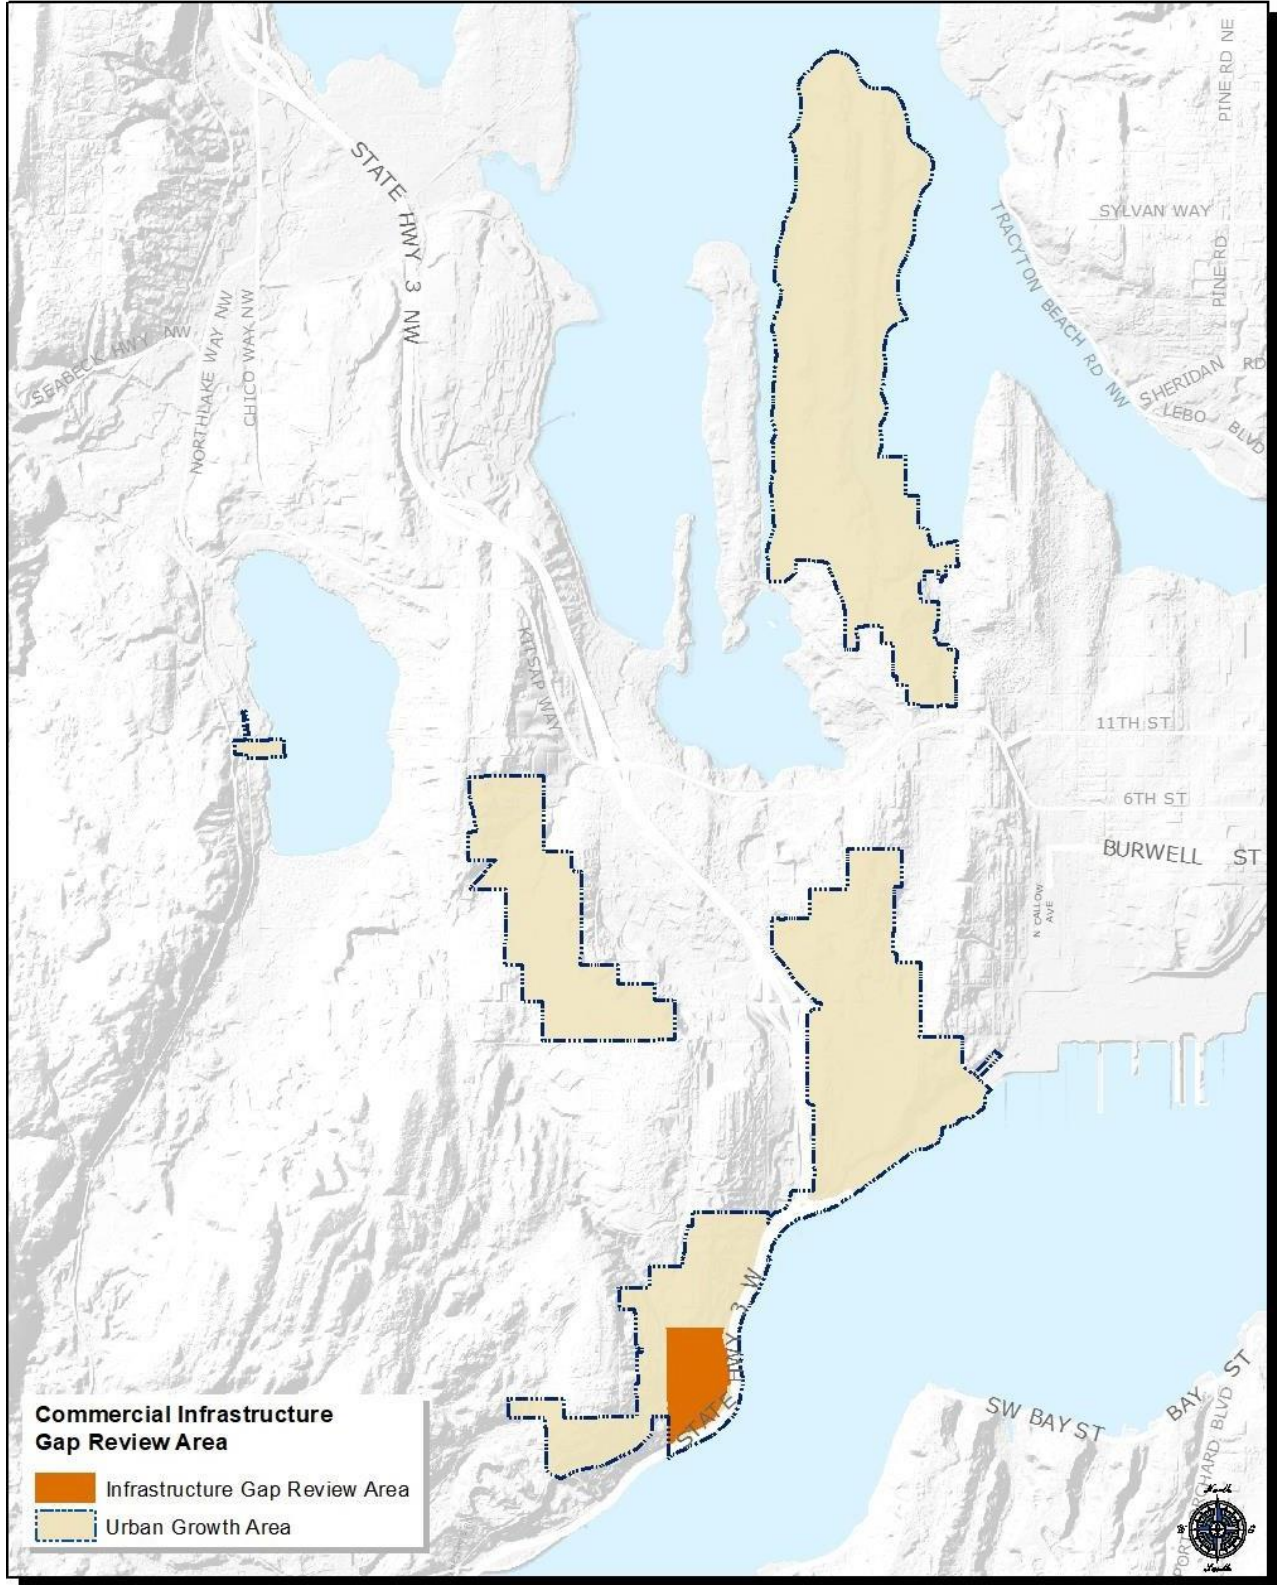 PINE RD NE
STATE HWY 3 NW
SYLVAN WAY
TRACYTON BEACH RD NW
PINE RD
SEABECK HWY NW
NORTHLAKE WAY NW
CHICO WAY NW
SHERIDAN RD
LEBO BLVD
KITSAP WAY
11TH ST
6TH ST
BURWELL ST
N CALLOW
AVE
STATE HWY 3 W
SW BAY ST
BAY ST
Commercial Infrastructure
Gap Review Area
Infrastructure Gap Review Area
Urban Growth Area
North
South